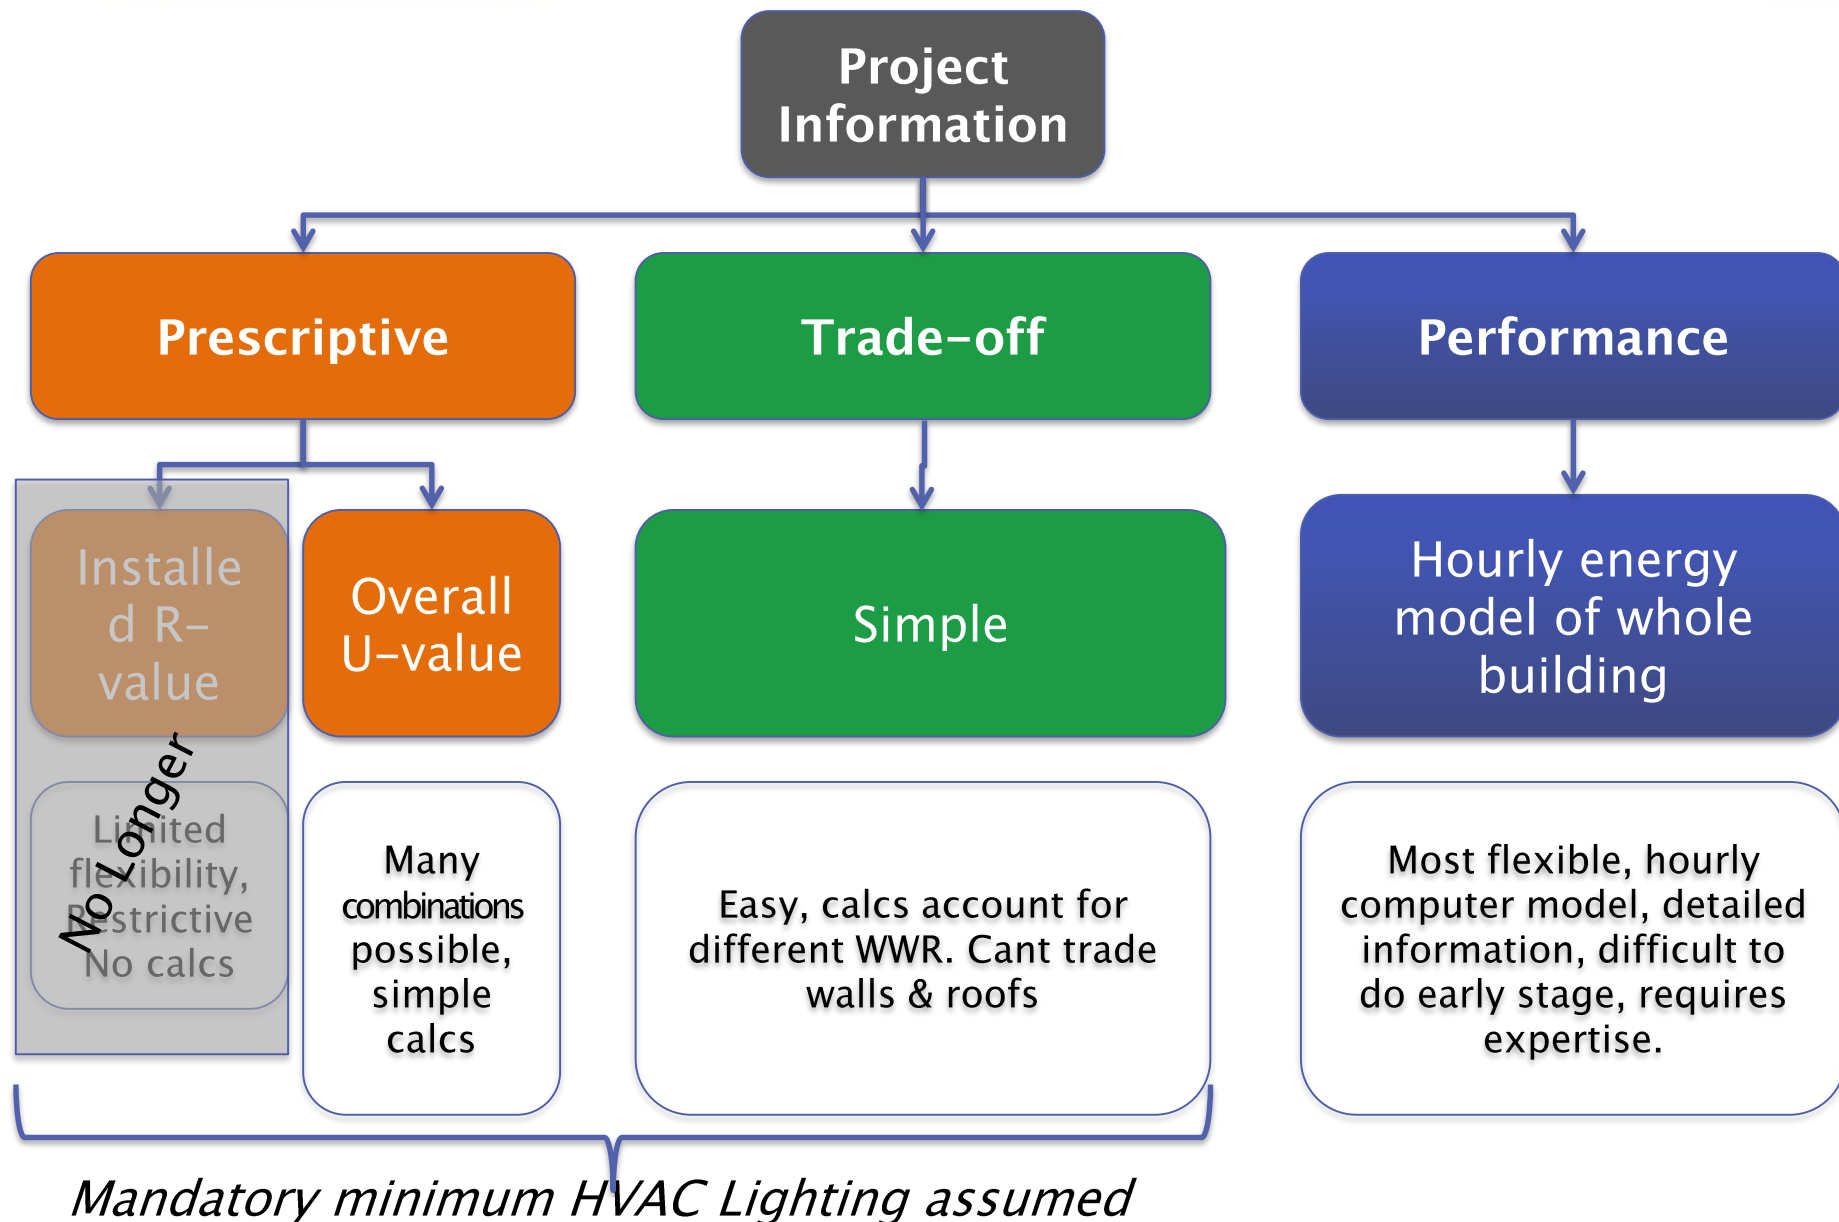 Project
Information
Prescriptive
Trade-off
Performance
Installe
d R-
value
Overall
U-value
Simple
Hourly energy
model of whole
building
No Longer
Limited
flexibility,
Restrictive
No calcs
Many
combinations
possible,
simple
calcs
Easy, calcs account for
different WWR. Cant trade
walls & roofs
Most flexible, hourly
computer model, detailed
information, difficult to
do early stage, requires
expertise.
Mandatory minimum HVAC Lighting assumed